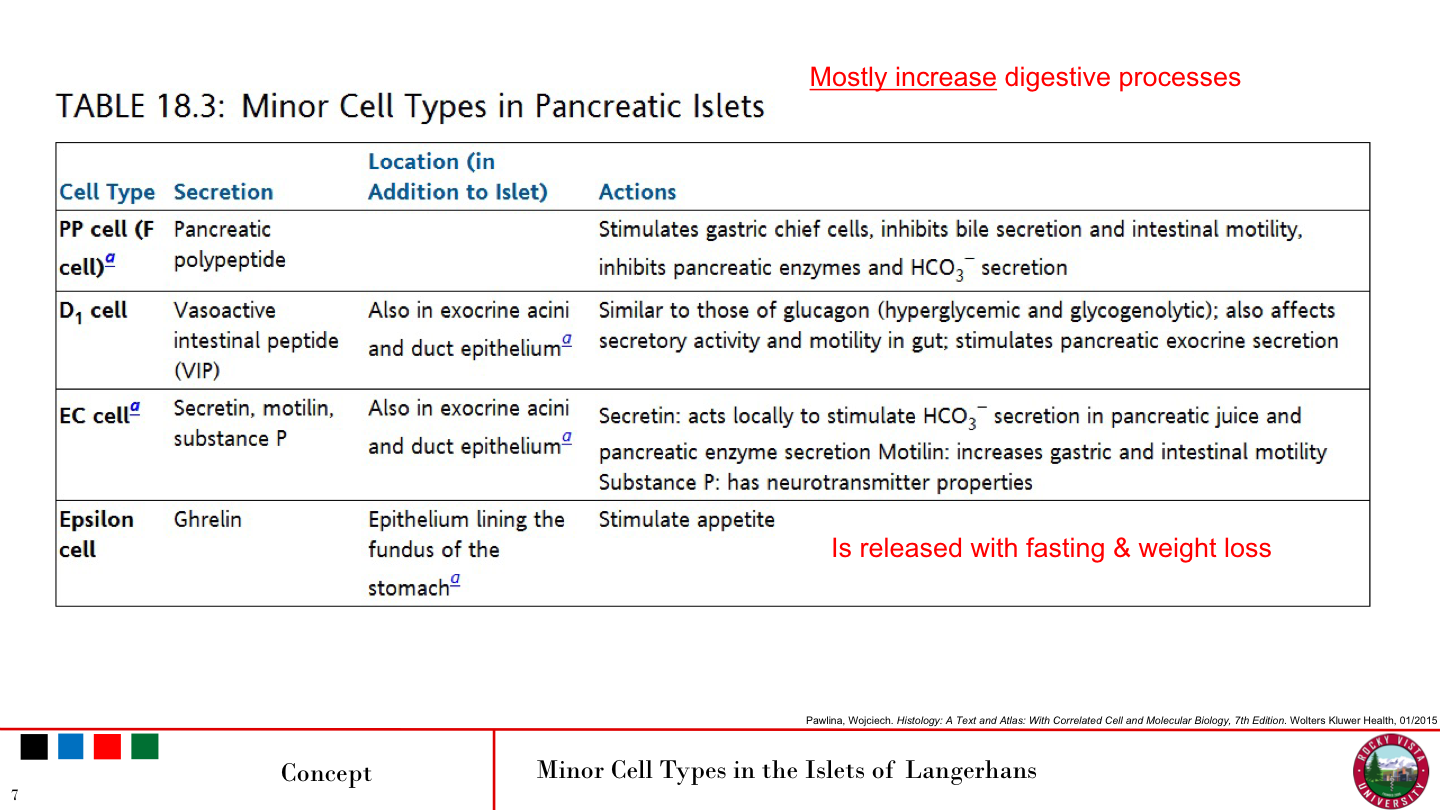 Mostly increase digestive processes
TABLE 18.3: Minor Cell Types in Pancreatic Islets
Cell Type Secretion Location (in Addition to Islet) Actions
PP cell (F cell)a
Pancreatic
polypeptide
Stimulates gastric chief cells, inhibits bile secretion and intestinal motility,
inhibits pancreatic enzymes and HCO3− secretion
D1 cell
Vasoactive
intestinal peptide
(VIP)
Also in exocrine acini
and duct epitheliuma
Similar to those of glucagon (hyperglycemic and glycogenolytic); also affects
secretory activity and motility in gut; stimulates pancreatic exocrine secretion
EC cella
Secretin, motilin,
substance P
Also in exocrine acini
and duct epitheliuma
Secretin: acts locally to stimulate HCO3− secretion in pancreatic juice and
pancreatic enzyme secretion Motilin: increases gastric and intestinal motility
Substance P: has neurotransmitter properties
Epsilon
cell
Ghrelin
Epithelium lining the
fundus of the
stomacha
Stimulate appetite
Is released with fasting & weight loss
Pawlina, Wojciech. Histology: A Text and Atlas: With Correlated Cell and Molecular Biology, 7th Edition. Wolters Kluwer Health, 01/2015
Concept
Minor Cell Types in the Islets of Langerhans
7
ROCKY VISTA
UNIVERSITY